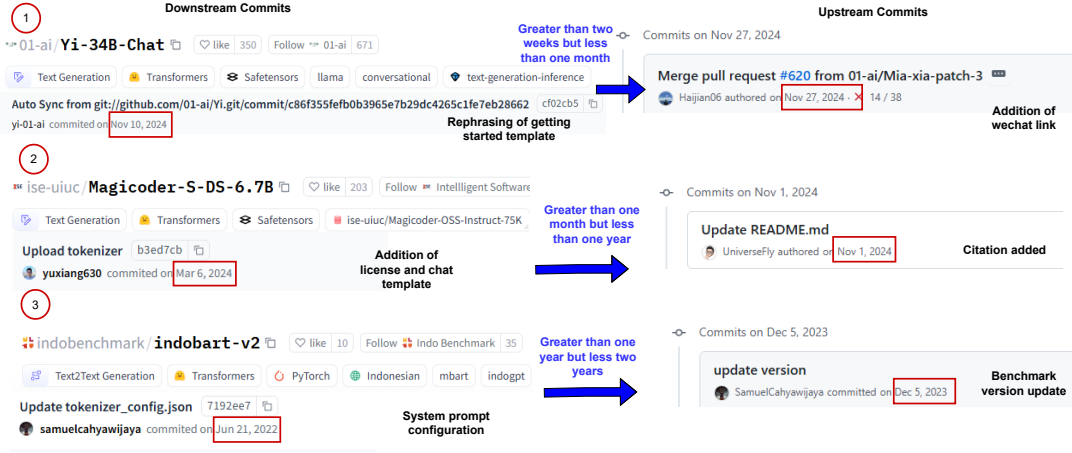 Downstream Commits
Upstream Commits
1
01-ai/Yi-34B-Chat
like 350
Follow 01-ai 671
Text Generation
Transformers
Safetensors
llama
conversational
text-generation-inference
Auto Sync from git://github.com/01-ai/Yi.git/commit/c86f355fefb0b3965e7b29dc4265c1fe7eb28662
cf02cb5
yi-01-ai commited on Nov 10, 2024
Rephrasing of getting
started template
Greater than two
weeks but less
than one month
Commits on Nov 27, 2024
Merge pull request #620 from 01-ai/Mia-xia-patch-3
Haijian06 authored on Nov 27, 2024 · 14 / 38
Addition of
wechat link
2
ise-uiuc/Magicoder-S-DS-6.7B
like 203
Follow Intellligent Software
Text Generation
Transformers
Safetensors
ise-uiuc/Magicoder-OSS-Instruct-75K
Upload tokenizer
b3ed7cb
yuxiang630 commited on Mar 6, 2024
Addition of
license and chat
template
Greater than one
month but less
than one year
Commits on Nov 1, 2024
Update README.md
UniverseFly authored on Nov 1, 2024
Citation added
3
indobenchmark/indobart-v2
like 10
Follow Indo Benchmark 35
Text2Text Generation
Transformers
PyTorch
Indonesian
mbart
indogpt
Update tokenizer_config.json
7192ee7
samuelcahyawijaya commited on Jun 21, 2022
System prompt
configuration
Greater than one
year but less two
years
Commits on Dec 5, 2023
update version
SamuelCahyawijaya committed on Dec 5, 2023
Benchmark
version update